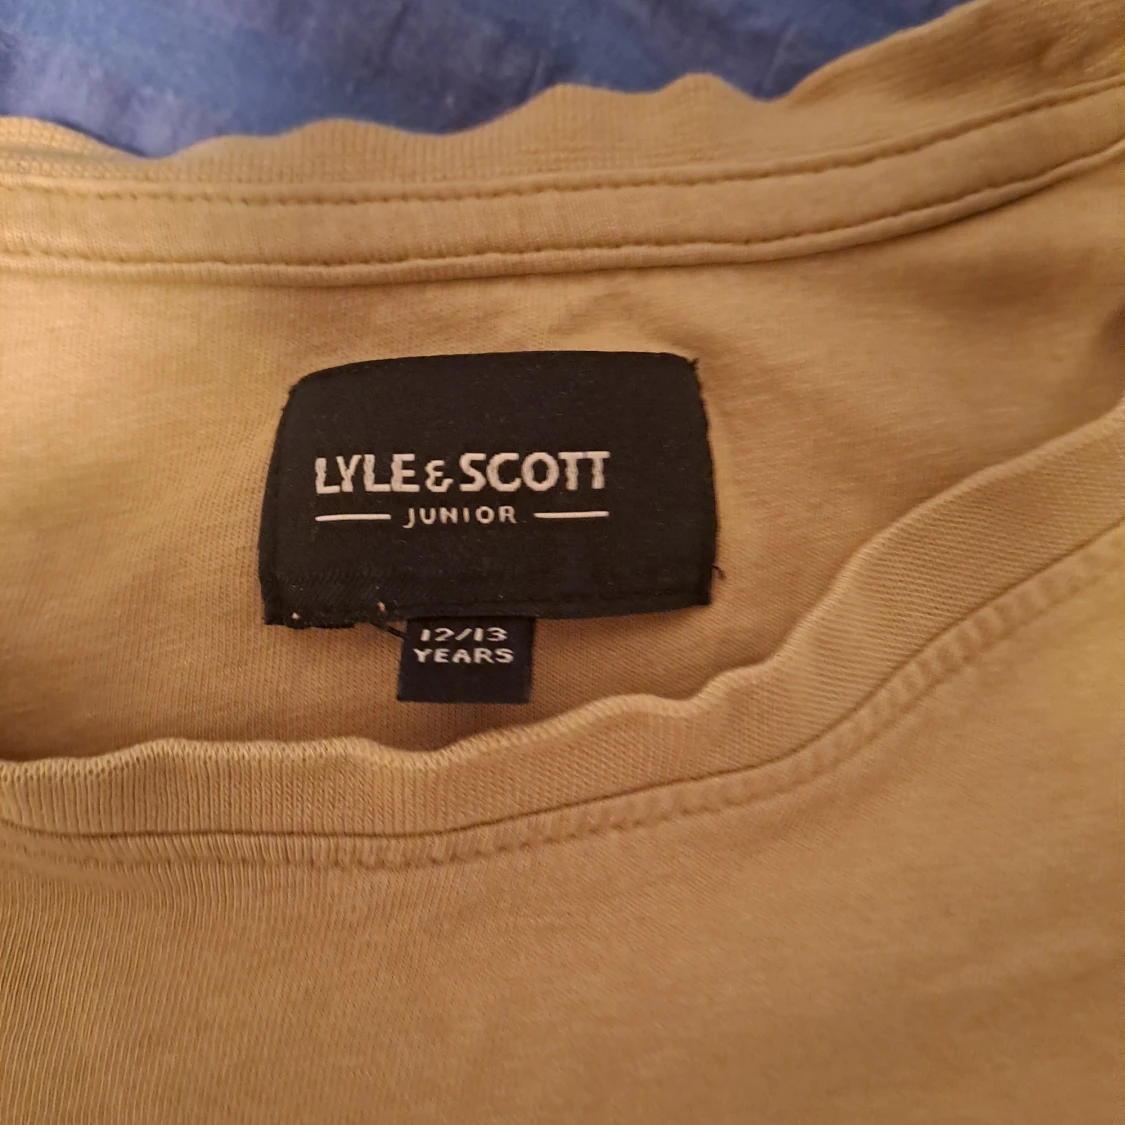 LYLE & SCOTT
JUNIOR
12/13
YEARS